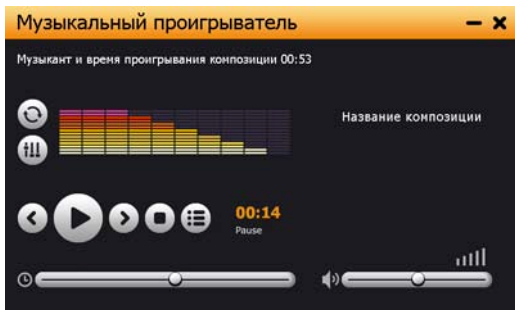 Музыкальный проигрыватель
Музыкант и время проигрывания композиции 00:53
Название композиции
00:14
Pause